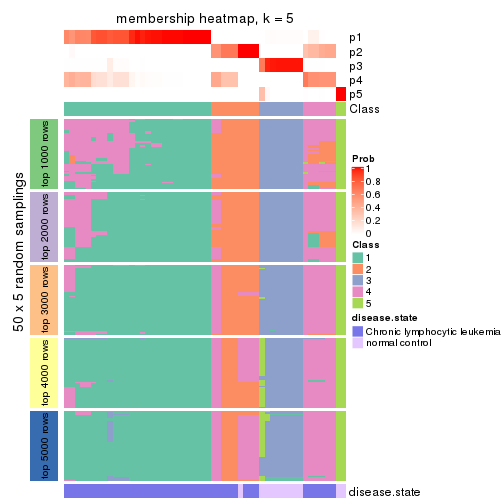 membership heatmap, k = 5
p1
p2
p3
p4
p5
Class
50 x 5 random samplings
top 1000 rows
top 2000 rows
top 3000 rows
top 4000 rows
top 5000 rows
disease.state
Prob
1
0.8
0.6
0.4
0.2
0
Class
1
2
3
4
5
disease.state
Chronic lymphocytic leukemia
normal control